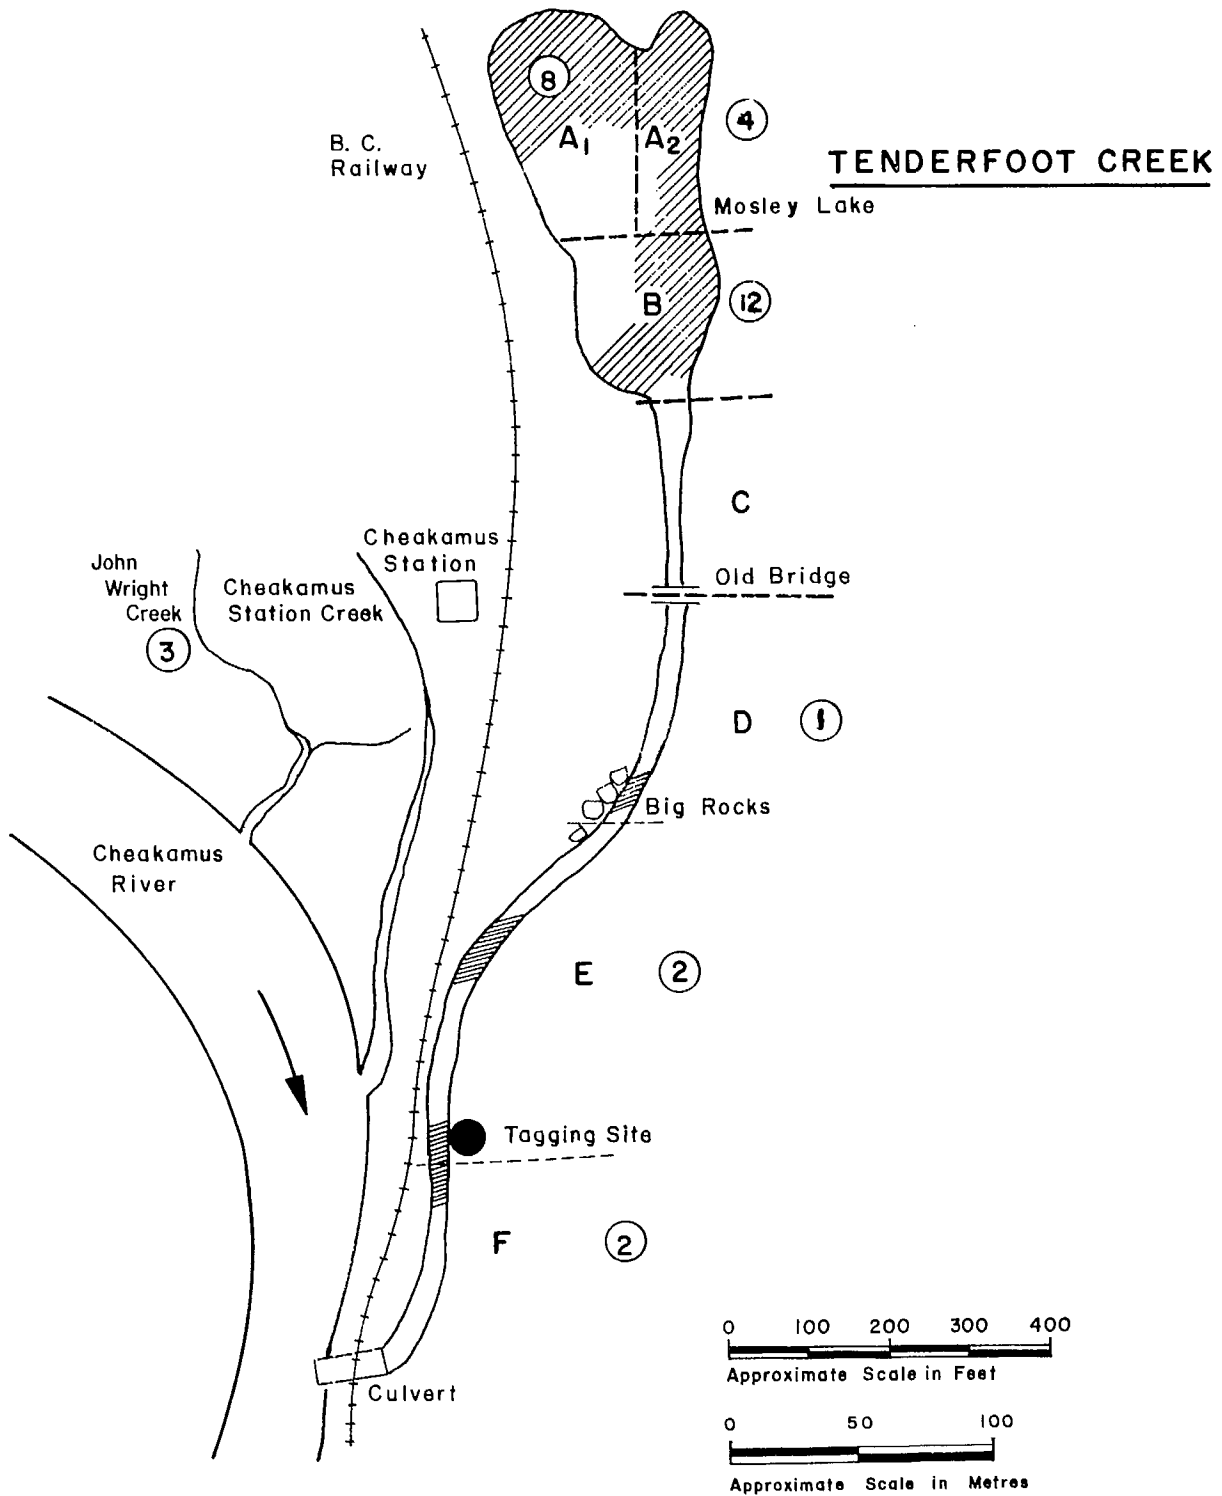 8
A1
A2
4
B. C.
Railway
TENDERFOOT CREEK
Mosley Lake
B
12
C
Cheakamus
Station
John
Wright
Creek
3
Cheakamus
Station Creek
Old Bridge
D
1
Big Rocks
Cheakamus
River
E
2
Tagging Site
F
2
0 100 200 300 400
Approximate Scale in Feet
Culvert
0 50 100
Approximate Scale in Metres